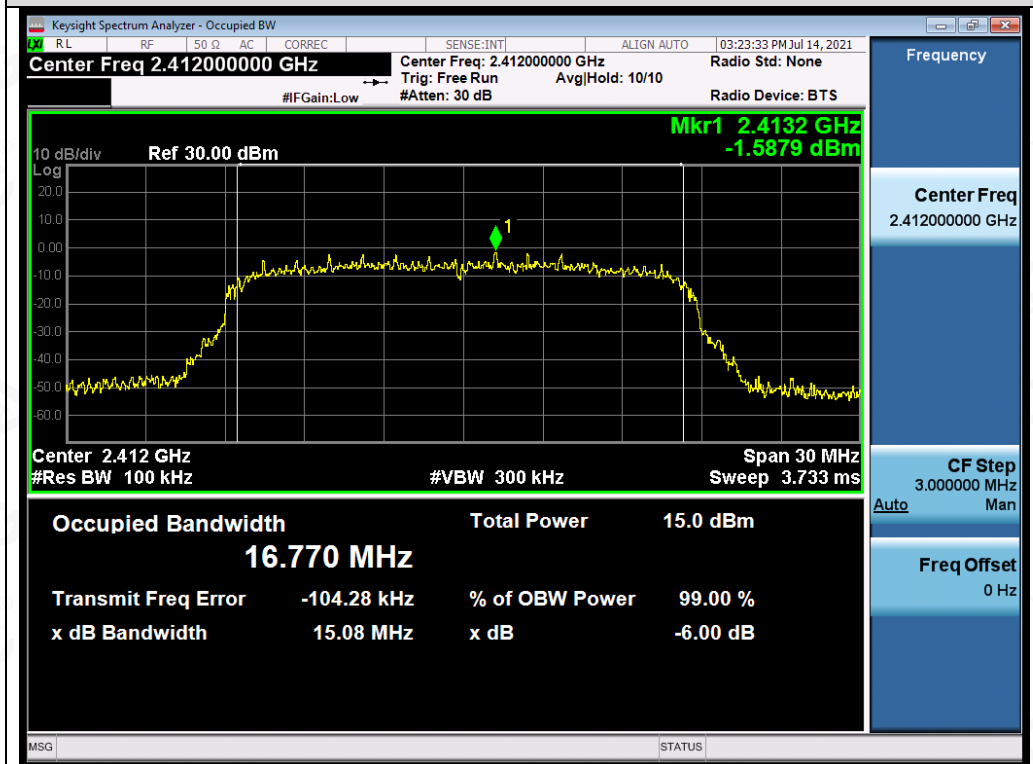 Keysight Spectrum Analyzer - Occupied BW
LXI RL RF 50 Ω AC CORREC SENSE:INT ALIGN AUTO 03:23:33 PM Jul 14, 2021
Center Freq 2.412000000 GHz Center Freq: 2.412000000 GHz Radio Std: None
Trig: Free Run Avg|Hold: 10/10
#IFGain:Low #Atten: 30 dB Radio Device: BTS
Mkr1 2.4132 GHz
10 dB/div Ref 30.00 dBm -1.5879 dBm
Log
20.0
10.0
1
0.00
-10.0
-20.0
-30.0
-40.0
-50.0
-60.0
Center 2.412 GHz Span 30 MHz
#Res BW 100 kHz #VBW 300 kHz Sweep 3.733 ms
Occupied Bandwidth Total Power 15.0 dBm
16.770 MHz
Transmit Freq Error -104.28 kHz % of OBW Power 99.00 %
x dB Bandwidth 15.08 MHz x dB -6.00 dB
Frequency
Center Freq
2.412000000 GHz
CF Step
3.000000 MHz
Auto Man
Freq Offset
0 Hz
MSG STATUS